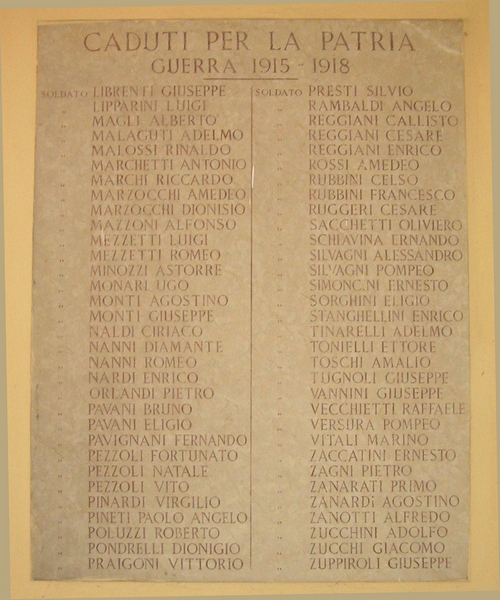 CADUTI PER LA PATRIA
GUERRA 1915-1918
SOLDATO LIBRENTI GIUSEPPE
" LIPPARINI LUIGI
" MAGLI ALBERTO
" MALAGUTI ADELMO
" MALOSSI RINALDO
" MARCHETTI ANTONIO
" MARCHI RICCARDO
" MARZOCCHI AMEDEO
" MARZOCCHI DIONISIO
" MAZZONI ALFONSO
" MEZZETTI LUIGI
" MEZZETTI ROMEO
" MINOZZI ASTORRE
" MONARI UGO
" MONTI AGOSTINO
" MONTI GIUSEPPE
" NALDI CIRIACO
" NANNI DIAMANTE
" NANNI ROMEO
" NARDI ENRICO
" ORLANDI PIETRO
" PAVANI BRUNO
" PAVANI ELIGIO
" PAVIGNANI FERNANDO
" PEZZOLI FORTUNATO
" PEZZOLI NATALE
" PEZZOLI VITO
" PINARDI VIRGILIO
" PINETI PAOLO ANGELO
" POLUZZI ROBERTO
" PONDRELLI DIONIGIO
" PRAIGONI VITTORIO
SOLDATO PRESTI SILVIO
" RAMBALDI ANGELO
" REGGIANI CALLISTO
" REGGIANI CESARE
" REGGIANI ENRICO
" ROSSI AMEDEO
" RUBBINI CELSO
" RUBBINI FRANCESCO
" RUGGERI CESARE
" SACCHETTI OLIVIERO
" SCHIAVINA ERNANDO
" SILVAGNI ALESSANDRO
" SILVAGNI POMPEO
" SIMONCINI ERNESTO
" SORGHINI ELIGIO
" STANGHELLINI ENRICO
" TINARELLI ADELMO
" TONIELLI ETTORE
" TOSCHI AMALIO
" TUGNOLI GIUSEPPE
" VANNINI GIUSEPPE
" VECCHIETTI RAFFAELE
" VERSURA POMPEO
" VITALI MARINO
" ZACCATINI ERNESTO
" ZAGNI PIETRO
" ZANARATI PRIMO
" ZANARDI AGOSTINO
" ZANOTTI ALFREDO
" ZUCCHINI ADOLFO
" ZUCCHI GIACOMO
" ZUPPIROLI GIUSEPPE